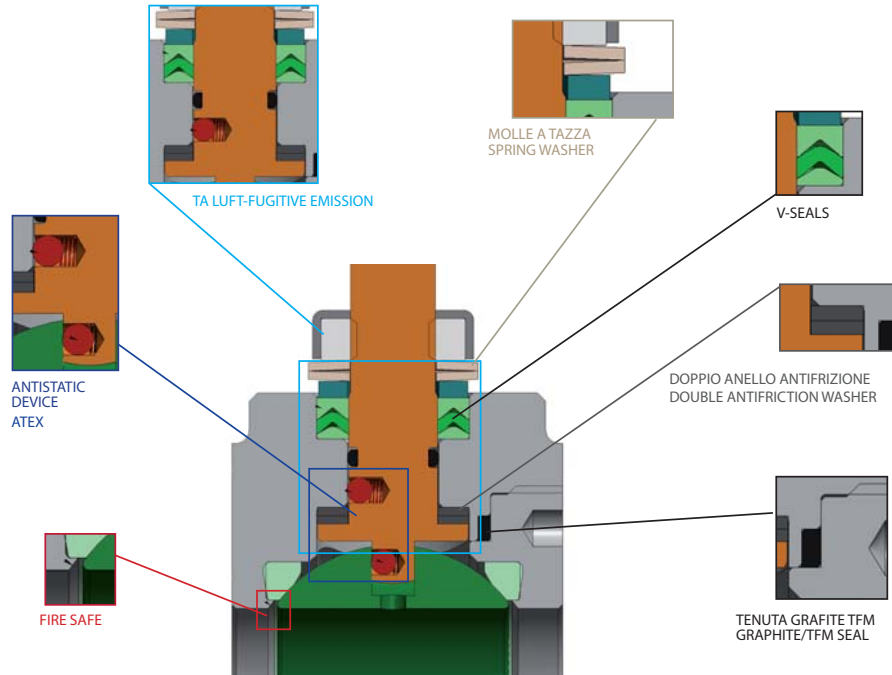 MOLLE A TAZZA
SPRING WASHER
TA LUFT-FUGITIVE EMISSION
V-SEALS
ANTISTATIC
DEVICE
ATEX
DOPPIO ANELLO ANTIFRIZIONE
DOUBLE ANTIFRICTION WASHER
FIRE SAFE
TENUTA GRAFITE TFM
GRAPHITE/TFM SEAL